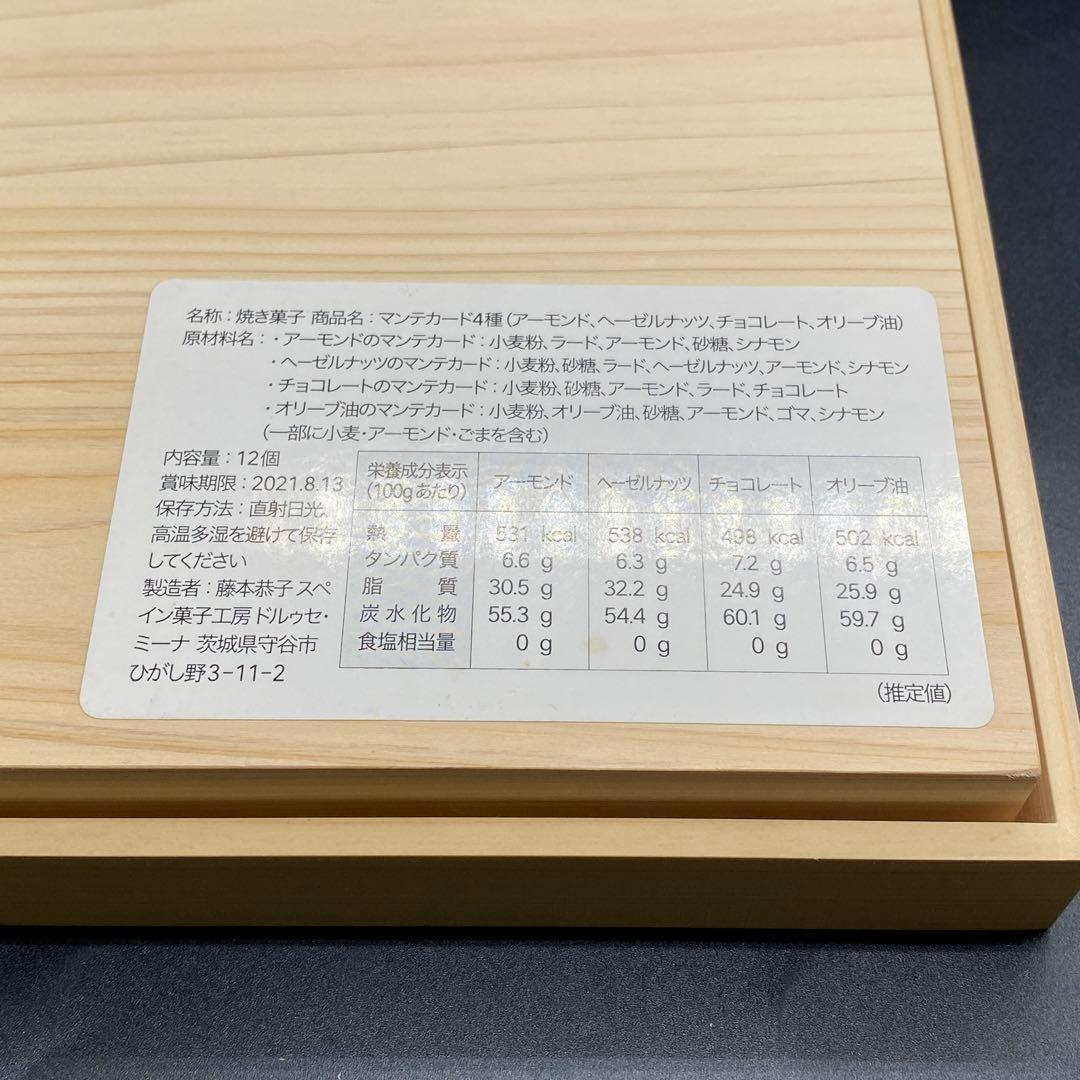 名称：焼き菓子 商品名：マンテカード4種（アーモンド、ヘーゼルナッツ、チョコレート、オリーブ油）
原材料名：・アーモンドのマンテカード：小麦粉、ラード、アーモンド、砂糖、シナモン
・ヘーゼルナッツのマンテカード：小麦粉、砂糖、ラード、ヘーゼルナッツ、アーモンド、シナモン
・チョコレートのマンテカード：小麦粉、砂糖、アーモンド、ラード、チョコレート
・オリーブ油のマンテカード：小麦粉、オリーブ油、砂糖、アーモンド、ゴマ、シナモン
（一部に小麦・アーモンド・ごまを含む）
内容量：12個
賞味期限：2021.8.13
保存方法：直射日光、
高温多湿を避けて保存
してください
製造者：藤本恭子 スペ
イン菓子工房 ドルゥセ・
ミーナ 茨城県守谷市
ひがし野3-11-2
栄養成分表示（100gあたり） アーモンド ヘーゼルナッツ チョコレート オリーブ油
熱量 531 kcal 538 kcal 498 kcal 502 kcal
タンパク質 6.6 g 6.3 g 7.2 g 6.5 g
脂質 30.5 g 32.2 g 24.9 g 25.9 g
炭水化物 55.3 g 54.4 g 60.1 g 59.7 g
食塩相当量 0 g 0 g 0 g 0 g
（推定値）